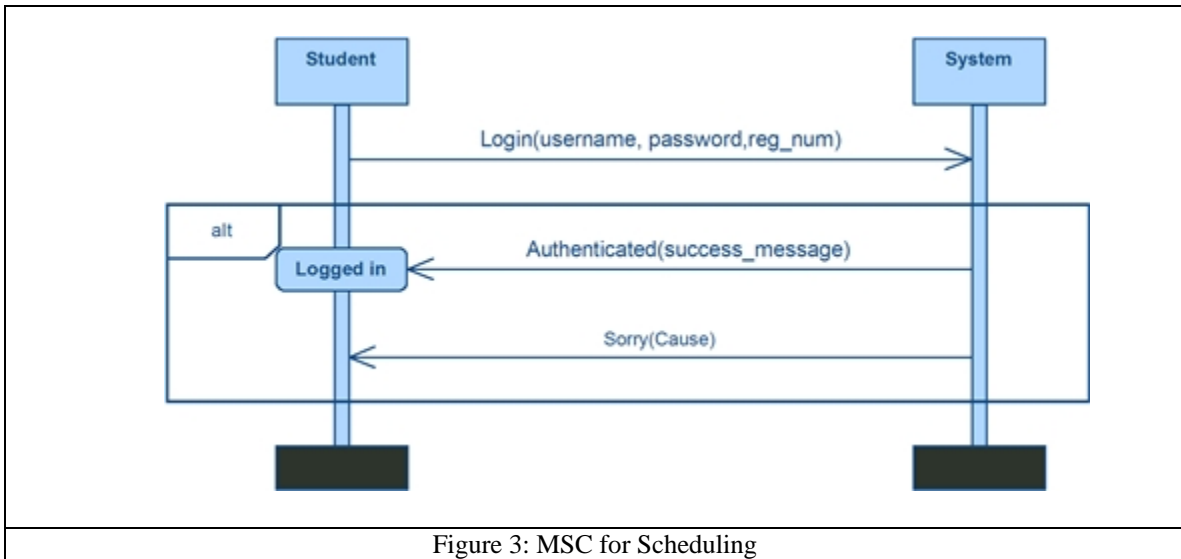 Student
System
Login(username, password,reg_num)
alt
Authenticated(success_message)
Logged in
Sorry(Cause)
Figure 3: MSC for Scheduling